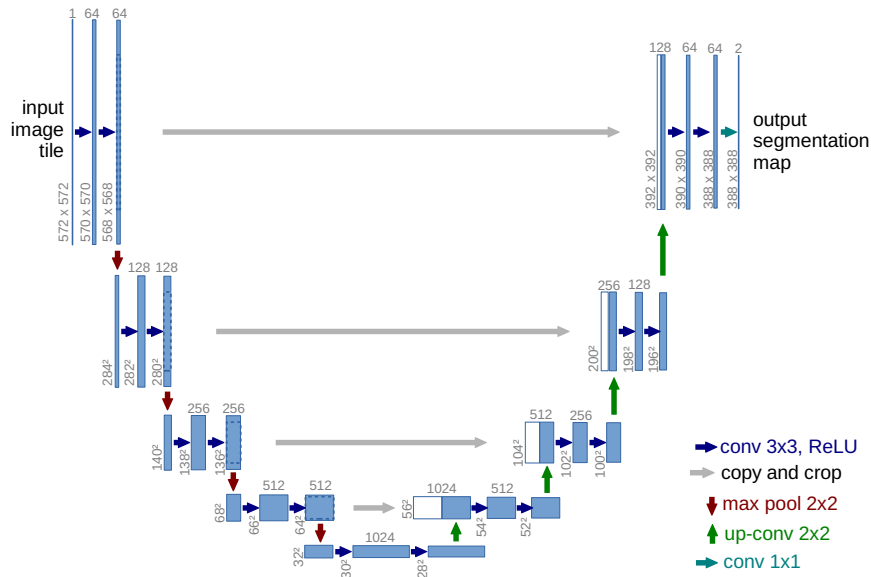 1 64 64
input
image
tile
572 x 572
570 x 570
568 x 568
128 64 64 2
output
segmentation
map
392 x 392
390 x 390
388 x 388
388 x 388
128 128
284²
282²
280²
256 128
200²
198²
196²
256 256
140²
138²
136²
512 256
104²
102²
100²
512 512
68²
66²
64²
1024 512
56²
54²
52²
1024
32²
30²
28²
conv 3x3, ReLU
copy and crop
max pool 2x2
up-conv 2x2
conv 1x1